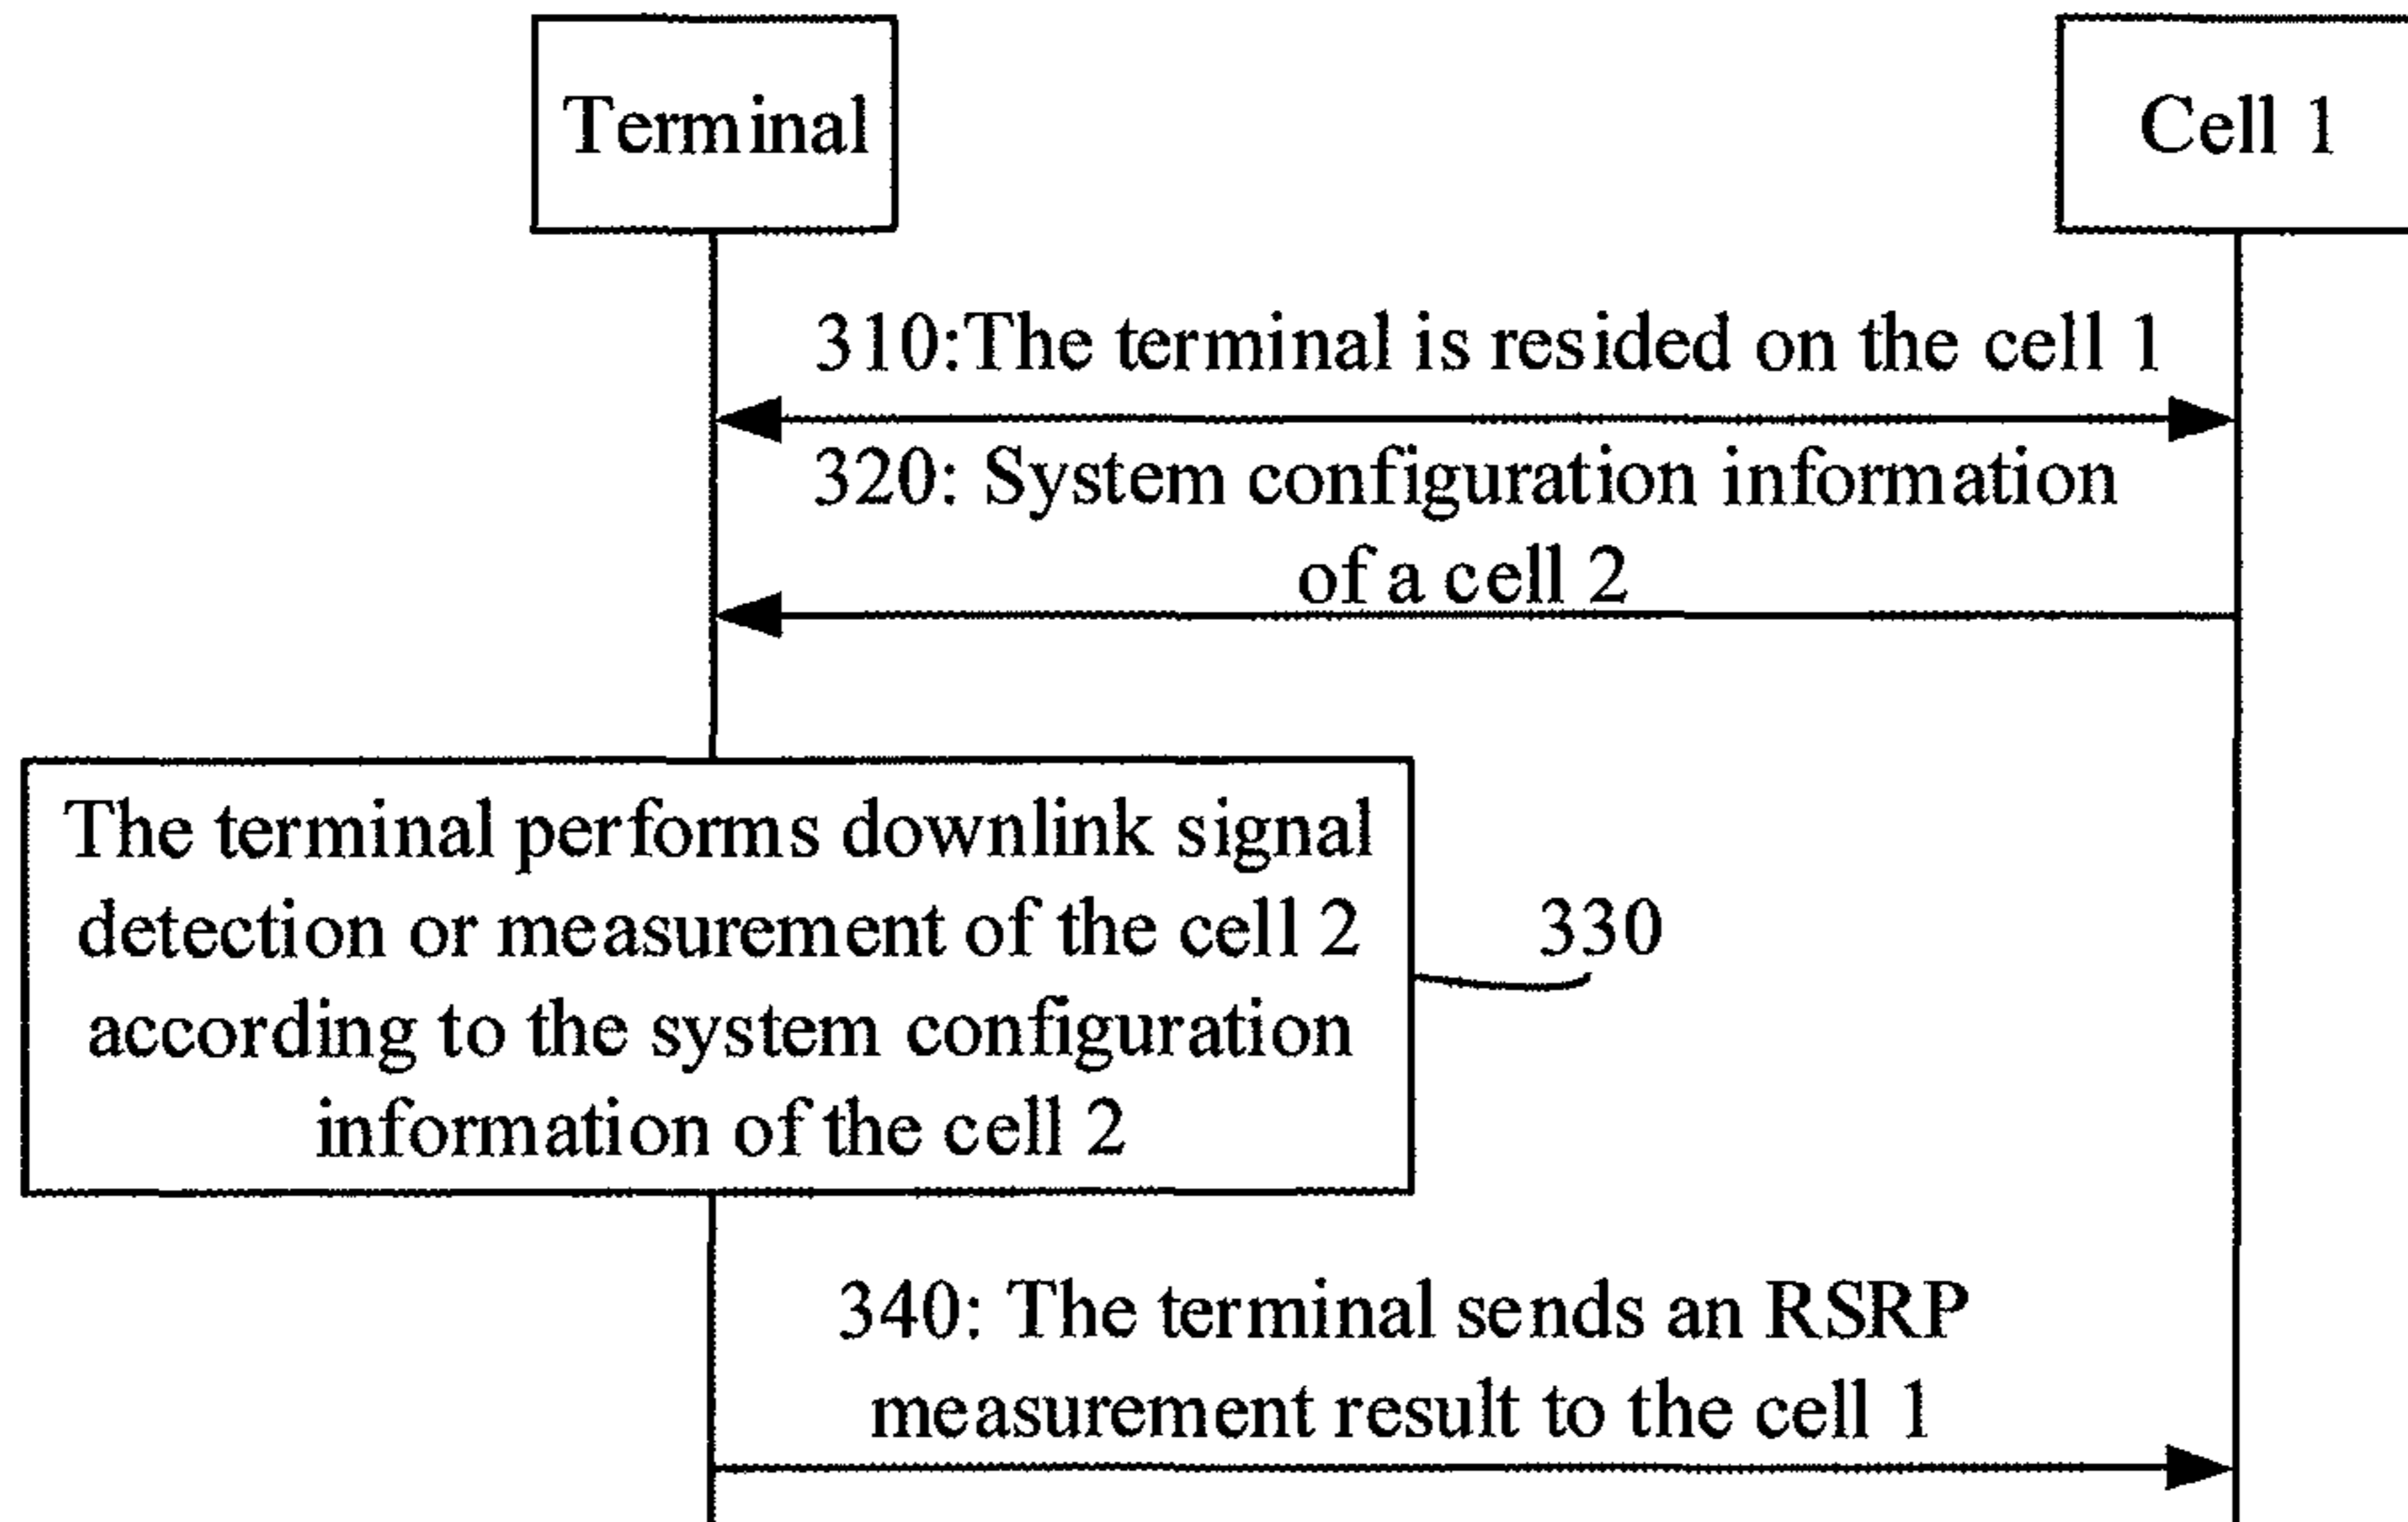 Terminal
Cell 1
310:The terminal is resided on the cell 1
320: System configuration information
of a cell 2
The terminal performs downlink signal
detection or measurement of the cell 2
according to the system configuration
information of the cell 2
330
340: The terminal sends an RSRP
measurement result to the cell 1